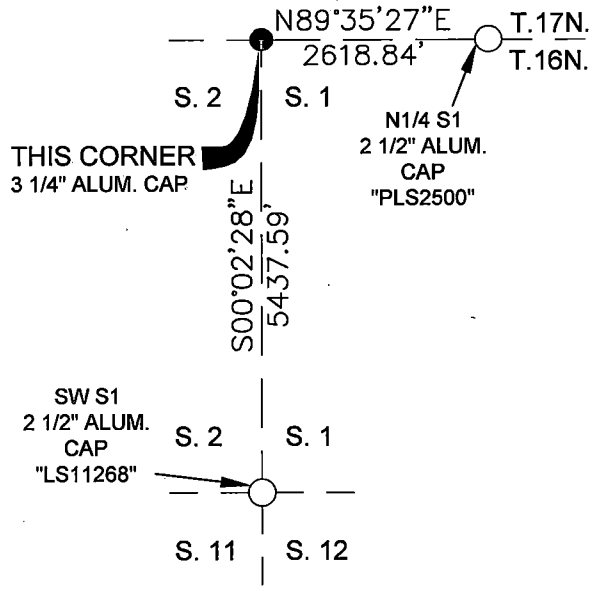 N89°35'27"E
2618.84'
T.17N.
T.16N.
S. 2
S. 1
N1/4 S1
2 1/2" ALUM.
CAP
"PLS2500"
THIS CORNER
3 1/4" ALUM. CAP
S00°02'28"E
5437.59'
SW S1
2 1/2" ALUM.
CAP
"LS11268"
S. 2
S. 1
S. 11
S. 12